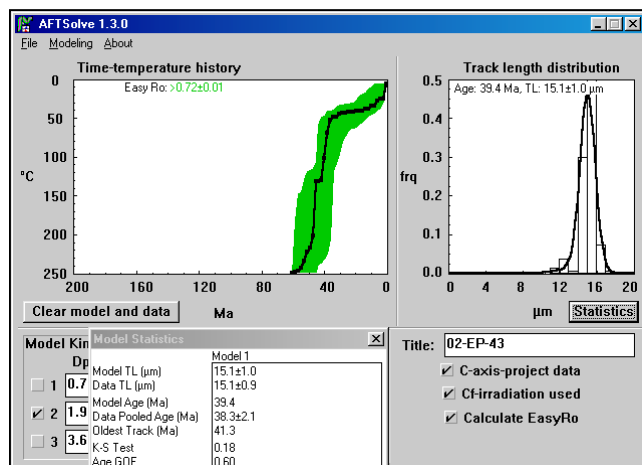 AFTSolve 1.3.0
File Modeling About
Time-temperature history
Easy Ro: >0.72±0.01
0
50
100
°C
150
200
250
200 160 120 80 40 0
Clear model and data
Ma
Track length distribution
Age: 39.4 Ma, TL: 15.1±1.0 µm
0.5
0.4
0.3
frq
0.2
0.1
0.0
0 4 8 12 16 20
µm
Statistics
Model Kin
Dp
1 0.7
2 1.9
3 3.6
Model Statistics
Model 1
Model TL (µm) 15.1±1.0
Data TL (µm) 15.1±0.9
Model Age (Ma) 39.4
Data Pooled Age (Ma) 38.3±2.1
Oldest Track (Ma) 41.3
K-S Test 0.18
Age GOF 0.60
Title: 02-EP-43
C-axis-project data
Cf-irradiation used
Calculate EasyRo